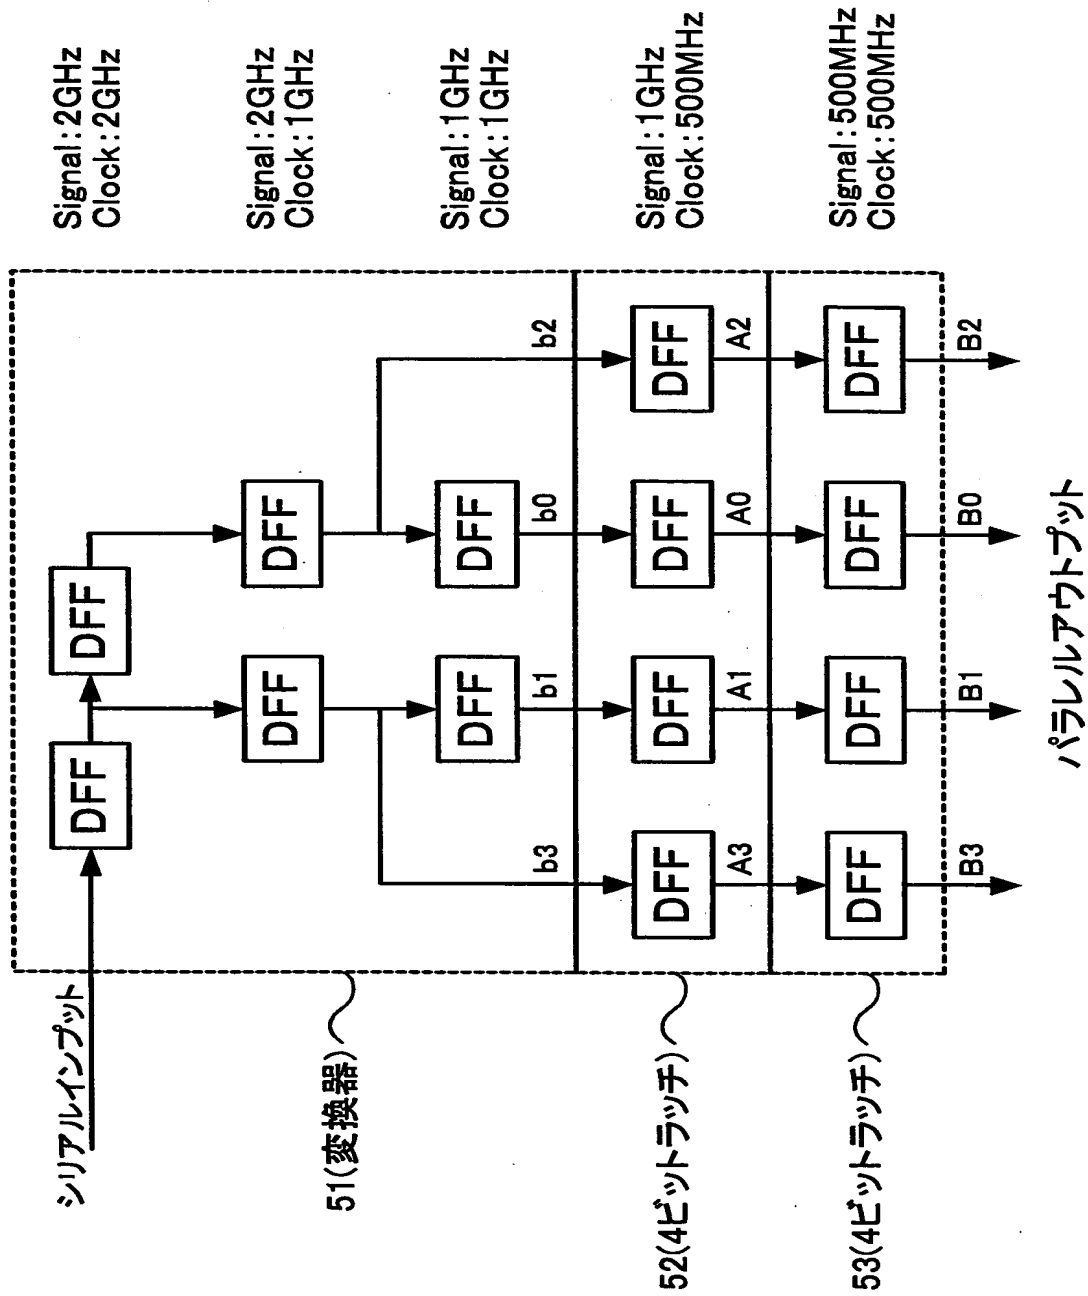 Signal:2GHz
Clock:2GHz
Signal:2GHz
Clock:1GHz
Signal:1GHz
Clock:1GHz
Signal:1GHz
Clock:500MHz
Signal:500MHz
Clock:500MHz
シリアルインプット
DFF
DFF
DFF
DFF
DFF
DFF
b3
b1
b0
b2
DFF
DFF
DFF
DFF
A3
A1
A0
A2
DFF
DFF
DFF
DFF
B3
B1
B0
B2
パラレルアウトプット
51(変換器)
52(4ビットラッチ)
53(4ビットラッチ)